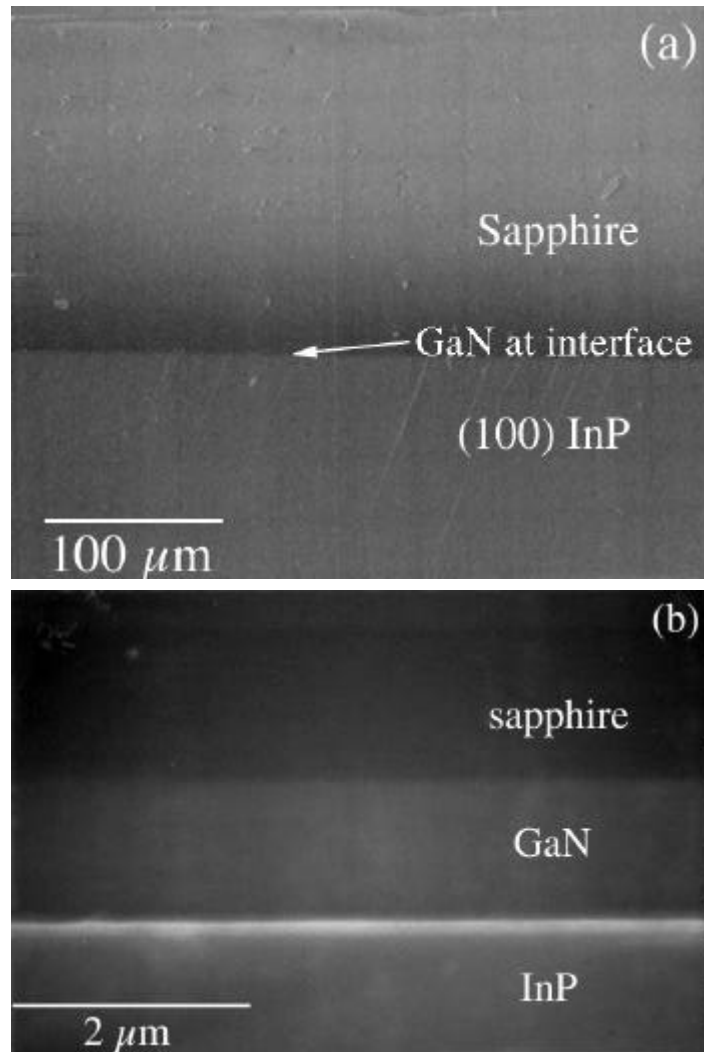 (a)
Sapphire
GaN at interface
(100) InP
100 μm
(b)
sapphire
GaN
InP
2 μm